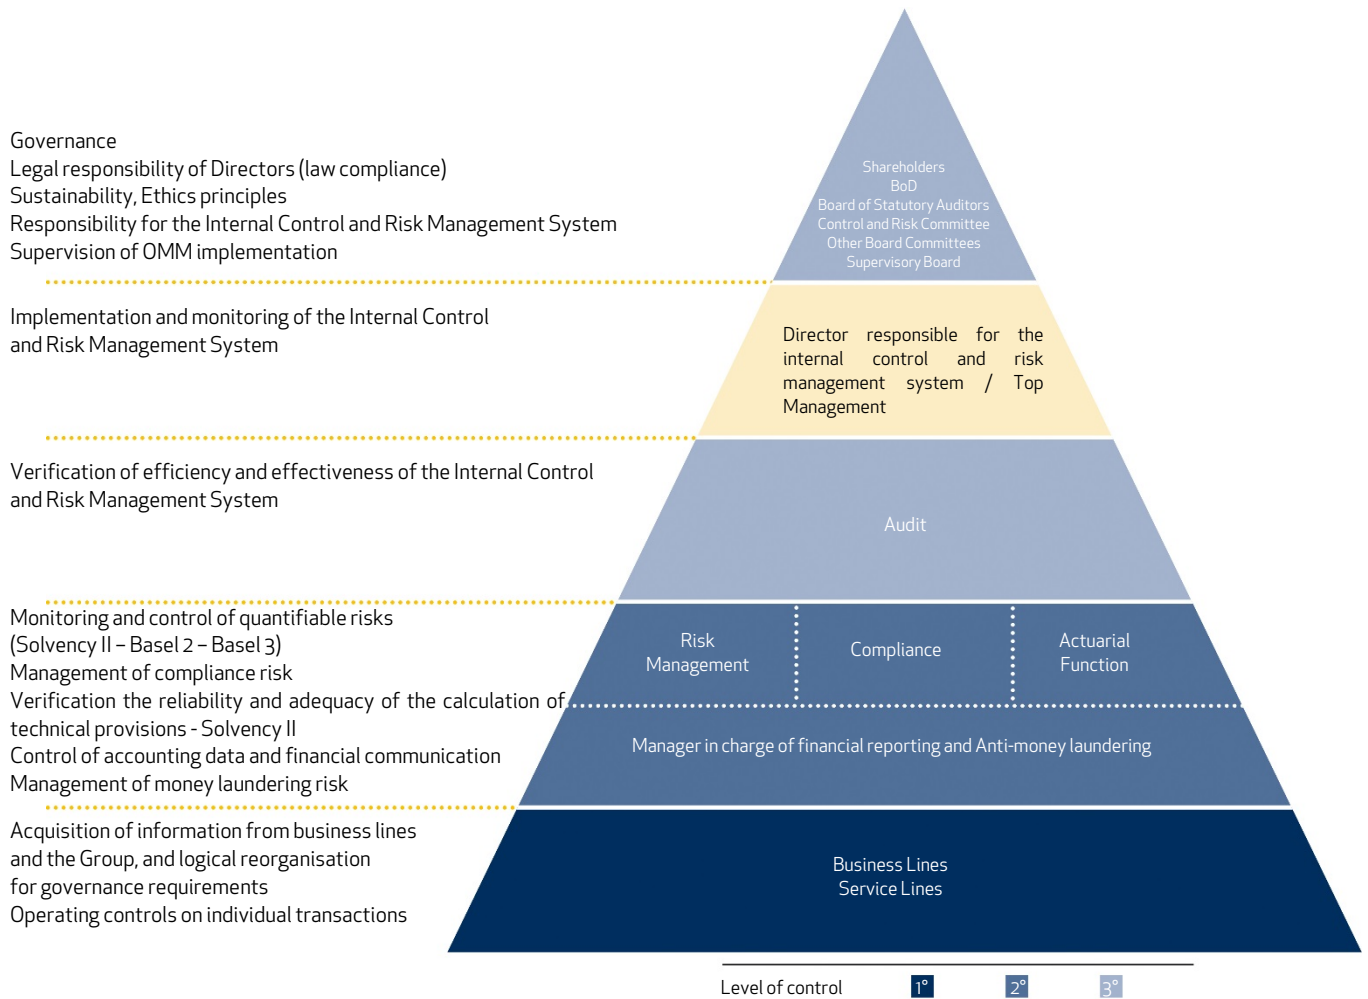 Governance
Legal responsibility of Directors (law compliance)
Sustainability, Ethics principles
Responsibility for the Internal Control and Risk Management System
Supervision of OMM implementation
Shareholders
BoD
Board of Statutory Auditors
Control and Risk Committee
Other Board Committees
Supervisory Board
Implementation and monitoring of the Internal Control
and Risk Management System
Director responsible for the
internal control and risk
management system / Top
Management
Verification of efficiency and effectiveness of the Internal Control
and Risk Management System
Audit
Monitoring and control of quantifiable risks
(Solvency II – Basel 2 – Basel 3)
Management of compliance risk
Verification the reliability and adequacy of the calculation of
technical provisions - Solvency II
Control of accounting data and financial communication
Management of money laundering risk
Risk
Management
Compliance
Actuarial
Function
Manager in charge of financial reporting and Anti-money laundering
Acquisition of information from business lines
and the Group, and logical reorganisation
for governance requirements
Operating controls on individual transactions
Business Lines
Service Lines
Level of control 1° 2° 3°